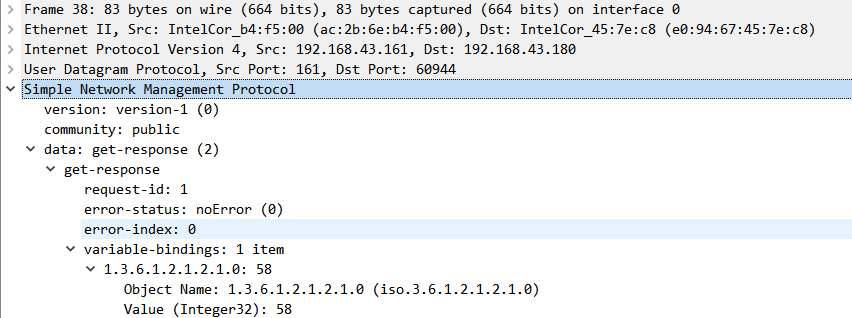 Frame 38: 83 bytes on wire (664 bits), 83 bytes captured (664 bits) on interface 0
Ethernet II, Src: IntelCor_b4:f5:00 (ac:2b:6e:b4:f5:00), Dst: IntelCor_45:7e:c8 (e0:94:67:45:7e:c8)
Internet Protocol Version 4, Src: 192.168.43.161, Dst: 192.168.43.180
User Datagram Protocol, Src Port: 161, Dst Port: 60944
Simple Network Management Protocol
version: version-1 (0)
community: public
data: get-response (2)
get-response
request-id: 1
error-status: noError (0)
error-index: 0
variable-bindings: 1 item
1.3.6.1.2.1.2.1.0: 58
Object Name: 1.3.6.1.2.1.2.1.0 (iso.3.6.1.2.1.2.1.0)
Value (Integer32): 58